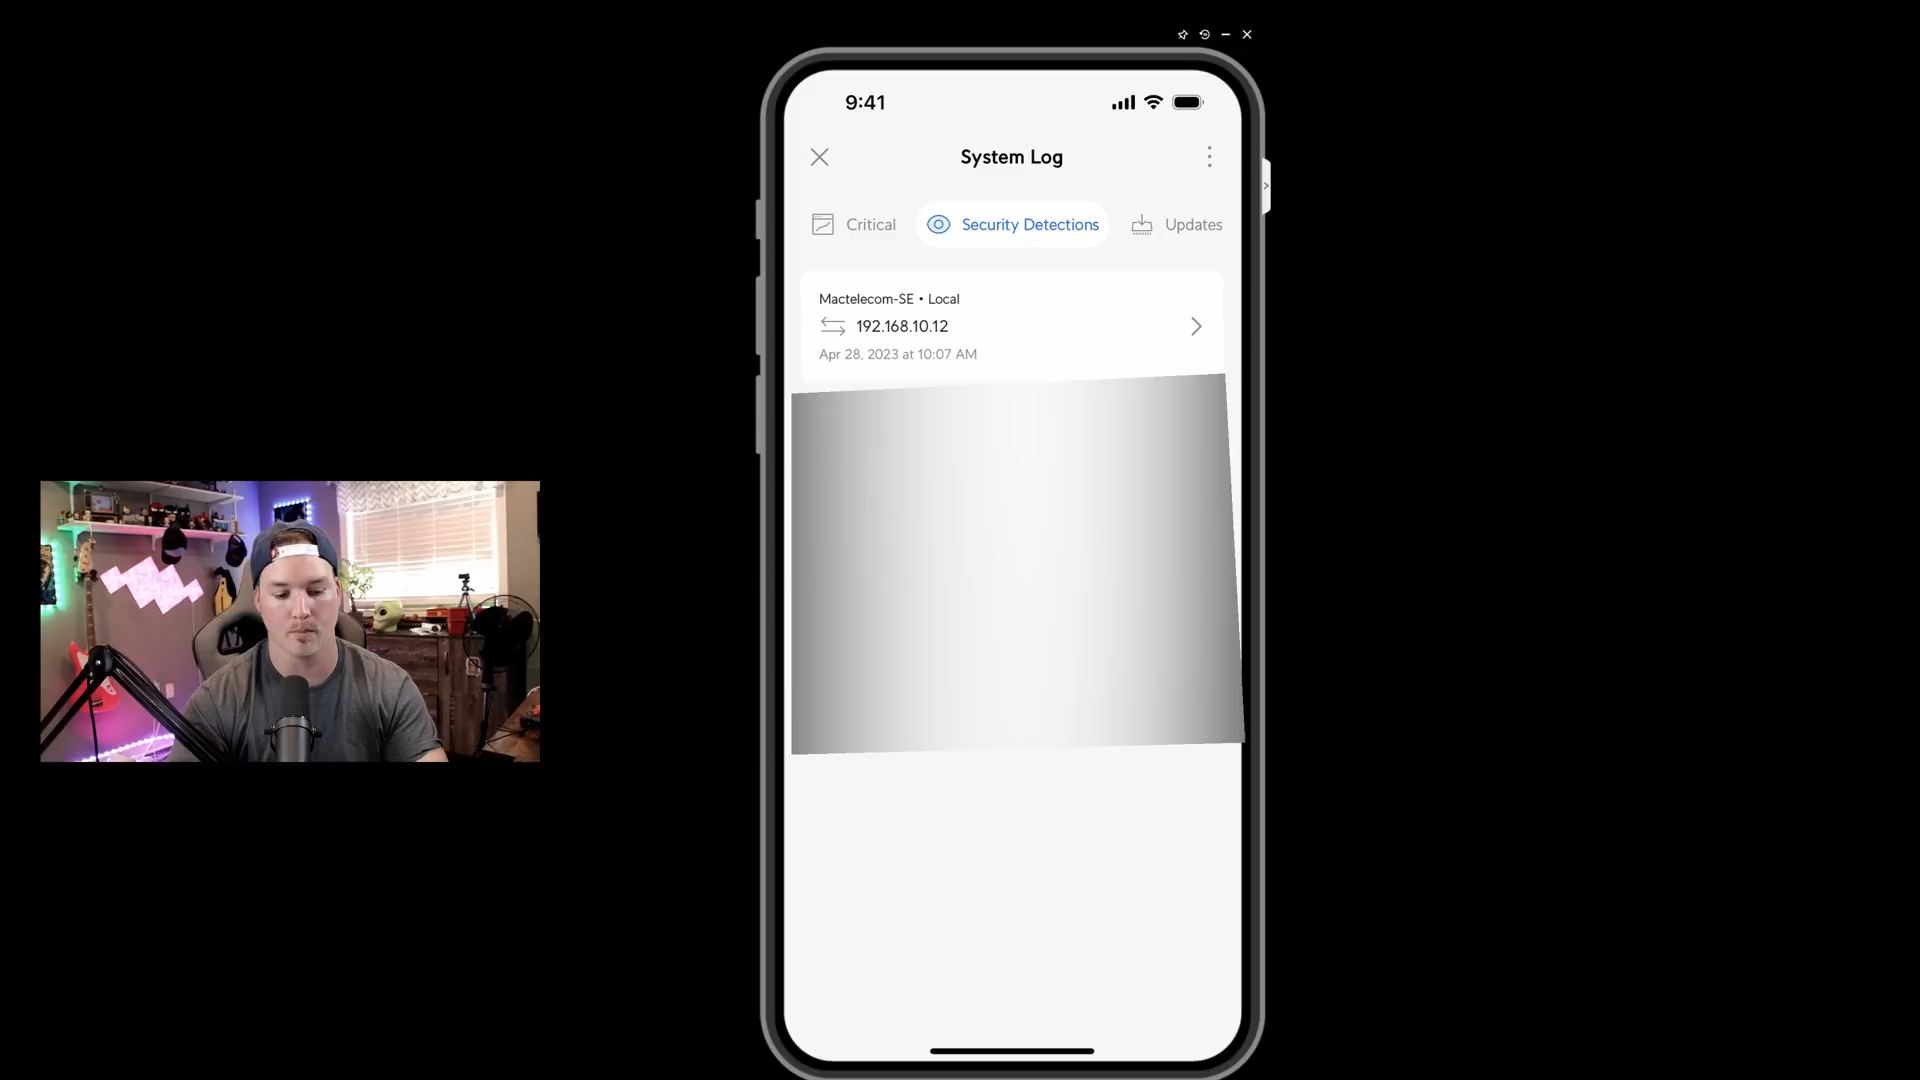 9:41
System Log
Critical
Security Detections
Updates
Mactelecom-SE • Local
192.168.10.12
Apr 28, 2023 at 10:07 AM